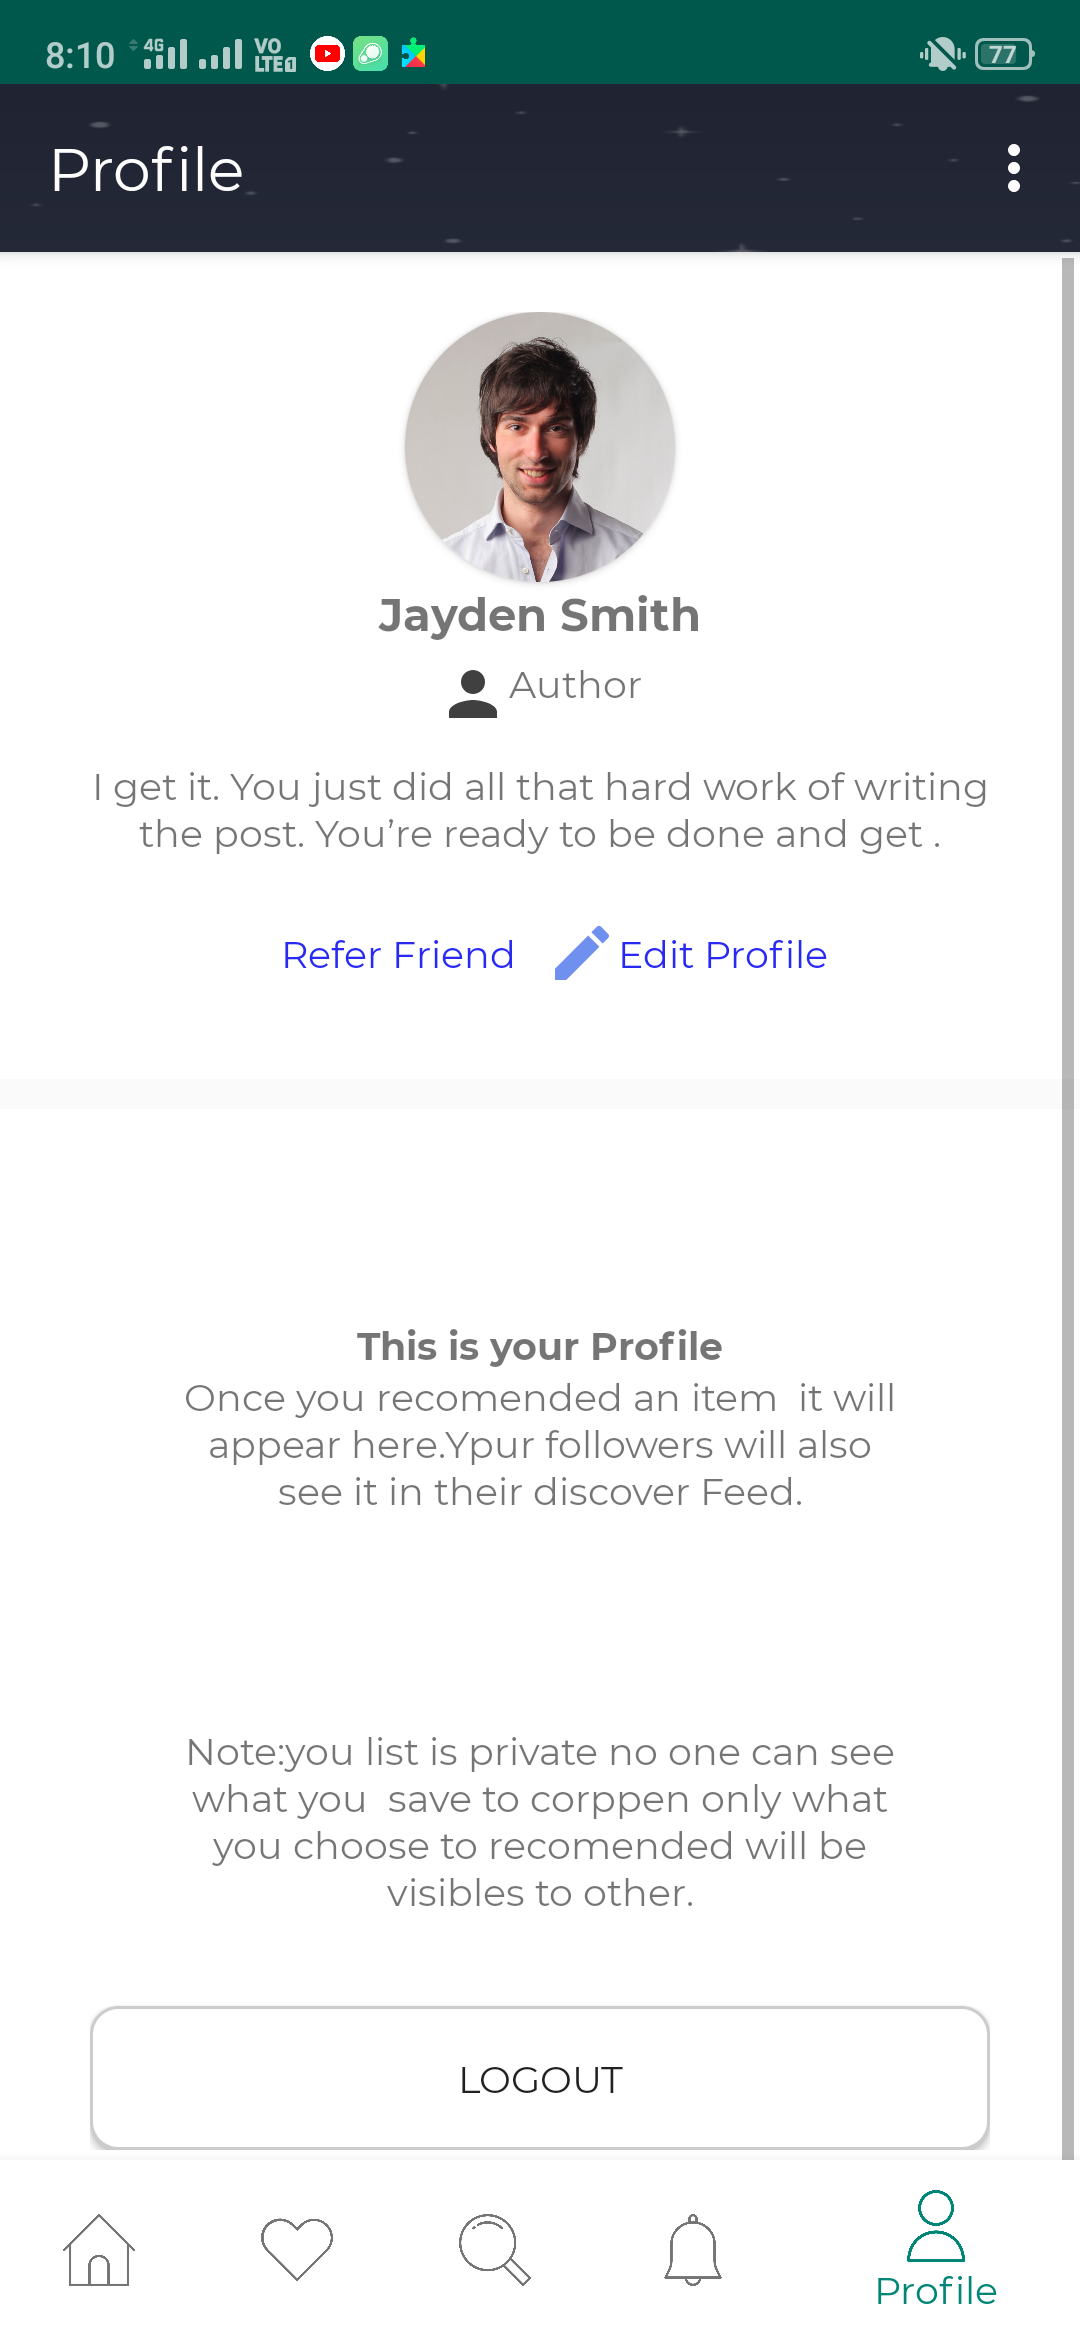 8:10 4G VO LTE1 77
Profile
Jayden Smith
Author
I get it. You just did all that hard work of writing
the post. You’re ready to be done and get .
Refer Friend Edit Profile
This is your Profile
Once you recomended an item  it will
appear here.Ypur followers will also
see it in their discover Feed.
Note:you list is private no one can see
what you  save to corppen only what
you choose to recomended will be
visibles to other.
LOGOUT
Profile